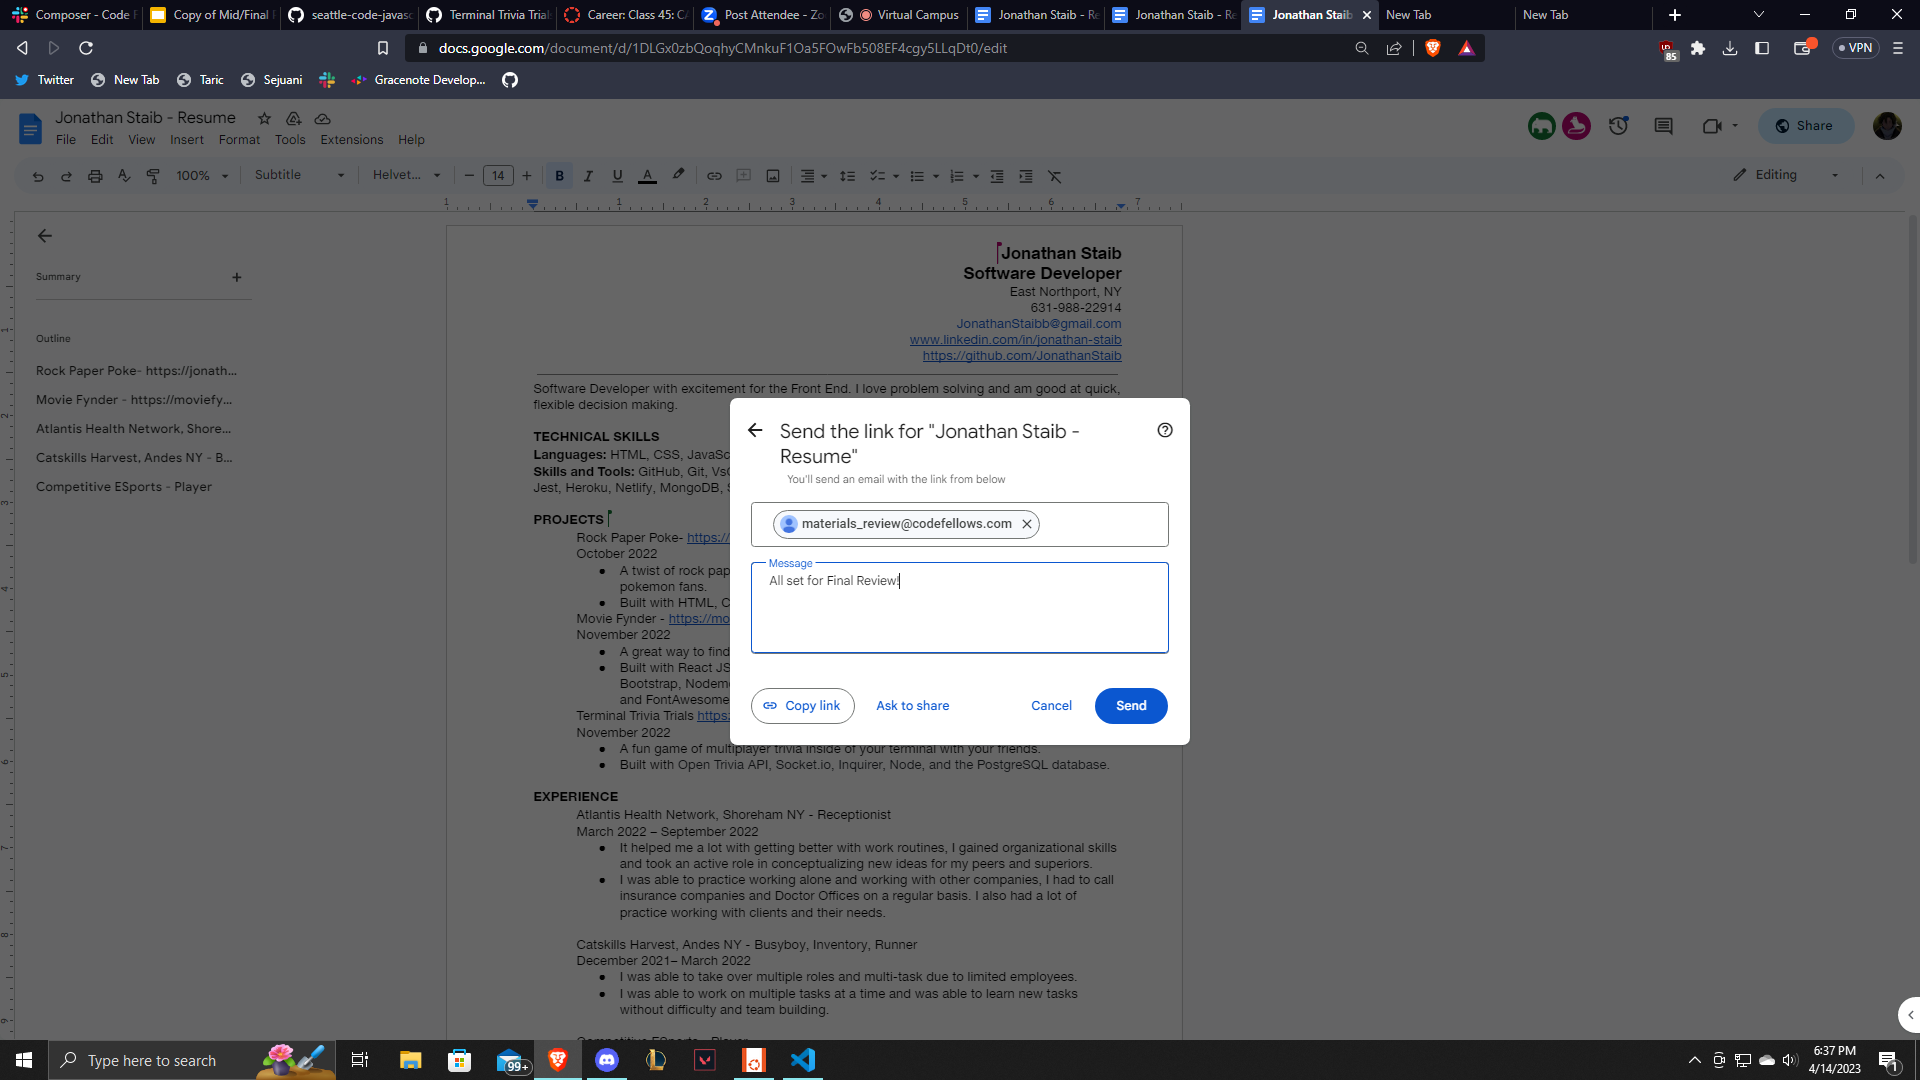 Composer - Code F
Copy of Mid/Final
seattle-code-javasc
Terminal Trivia Trial
Career: Class 45: CA
Post Attendee - Zo
Virtual Campus
Jonathan Staib - Re
Jonathan Staib - Re
Jonathan Staib
New Tab
New Tab
docs.google.com/document/d/1DLGx0zbQoqhyCMnkuF1Oa5FOwFb508EF4cgy5LLqDt0/edit
85
VPN
Twitter
New Tab
Taric
Sejuani
Gracenote Develop...
Jonathan Staib - Resume
File Edit View Insert Format Tools Extensions Help
Share
100% Subtitle Helvet... 14 B I U A Editing
1 1 2 3 4 5 6 7
Summary
Outline
Rock Paper Poke- https://jonath...
Movie Fynder - https://moviefy...
Atlantis Health Network, Shore...
Catskills Harvest, Andes NY - B...
Competitive ESports - Player
Jonathan Staib
Software Developer
East Northport, NY
631-988-22914
JonathanStaibb@gmail.com
www.linkedin.com/in/jonathan-staib
https://github.com/JonathanStaib
Software Developer with excitement for the Front End. I love problem solving and am good at quick,
flexible decision making.
TECHNICAL SKILLS
Languages: HTML, CSS, JavaSc
Skills and Tools: GitHub, Git, VsC
Jest, Heroku, Netlify, MongoDB,
PROJECTS
Rock Paper Poke- https://
October 2022
A twist of rock pap
pokemon fans.
Built with HTML, C
Movie Fynder - https://mo
November 2022
A great way to find
Built with React JS
Bootstrap, Nodem
and FontAwesome
Terminal Trivia Trials https:
November 2022
A fun game of multiplayer trivia inside of your terminal with your friends.
Built with Open Trivia API, Socket.io, Inquirer, Node, and the PostgreSQL database.
EXPERIENCE
Atlantis Health Network, Shoreham NY - Receptionist
March 2022 – September 2022
It helped me a lot with getting better with work routines, I gained organizational skills
and took an active role in conceptualizing new ideas for my peers and superiors.
I was able to practice working alone and working with other companies, I had to call
insurance companies and Doctor Offices on a regular basis. I also had a lot of
practice working with clients and their needs.
Catskills Harvest, Andes NY - Busyboy, Inventory, Runner
December 2021– March 2022
I was able to take over multiple roles and multi-task due to limited employees.
I was able to work on multiple tasks at a time and was able to learn new tasks
without difficulty and team building.
Send the link for "Jonathan Staib -
Resume"
You'll send an email with the link from below
materials_review@codefellows.com
Message
All set for Final Review!
Copy link
Ask to share
Cancel
Send
Type here to search
99+
6:37 PM
4/14/2023
1